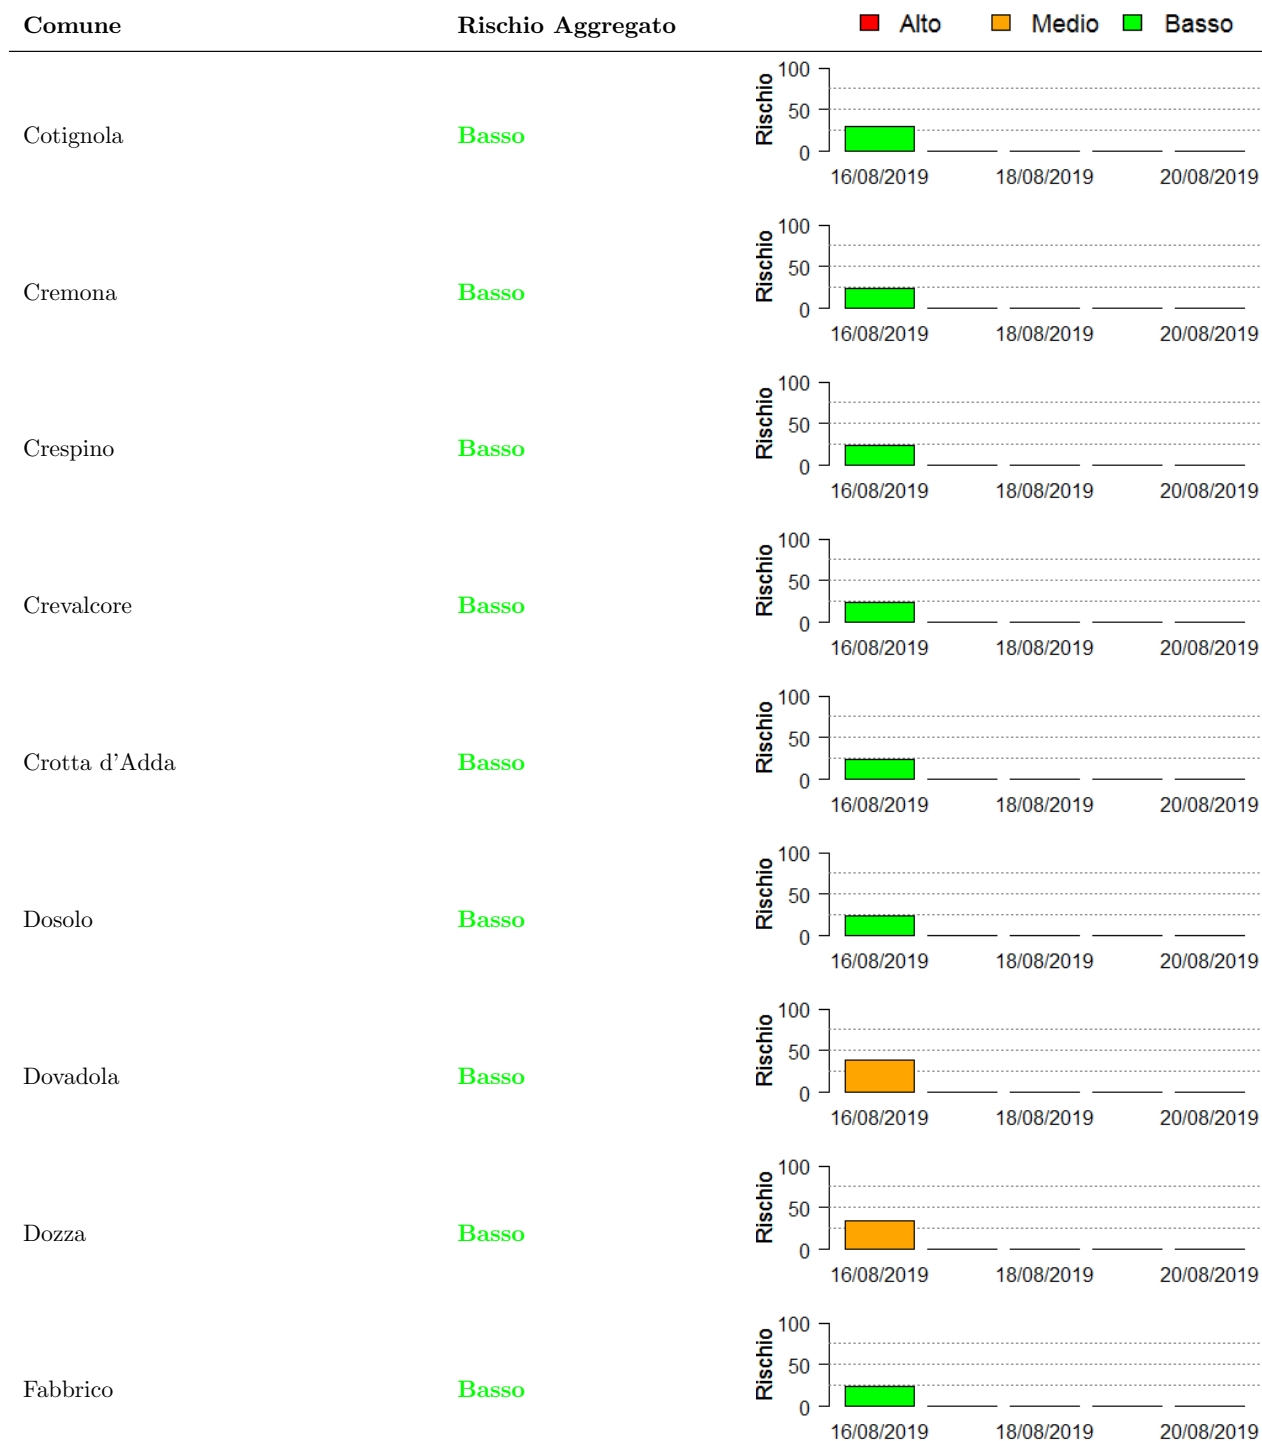 Comune Rischio Aggregato Alto Medio Basso
100
50
0
Rischio
Cotignola Basso
16/08/2019 18/08/2019 20/08/2019
100
50
0
Rischio
Cremona Basso
16/08/2019 18/08/2019 20/08/2019
100
50
0
Rischio
Crespino Basso
16/08/2019 18/08/2019 20/08/2019
100
50
0
Rischio
Crevalcore Basso
16/08/2019 18/08/2019 20/08/2019
100
50
0
Rischio
Crotta d'Adda Basso
16/08/2019 18/08/2019 20/08/2019
100
50
0
Rischio
Dosolo Basso
16/08/2019 18/08/2019 20/08/2019
100
50
0
Rischio
Dovadola Basso
16/08/2019 18/08/2019 20/08/2019
100
50
0
Rischio
Dozza Basso
16/08/2019 18/08/2019 20/08/2019
100
50
0
Rischio
Fabbrico Basso
16/08/2019 18/08/2019 20/08/2019